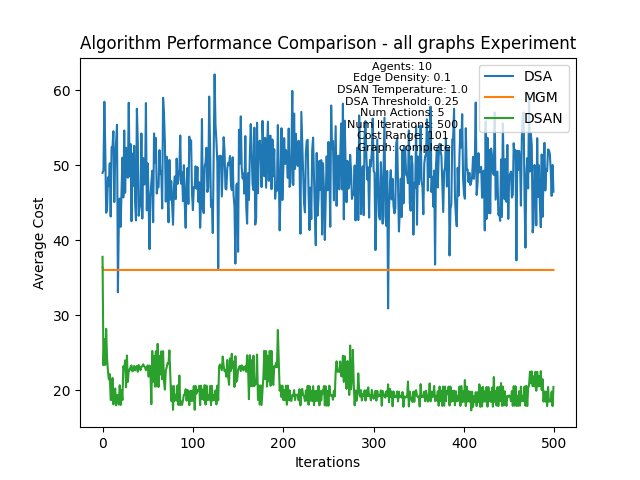 Algorithm Performance Comparison - all graphs Experiment
Agents: 10
Edge Density: 0.1
DSAN Temperature: 1.0
DSA Threshold: 0.25
Num Actions: 5
Num Iterations: 500
Cost Range: 101
Graph: complete
DSA
MGM
DSAN
Average Cost
60
50
40
30
20
0
100
200
300
400
500
Iterations